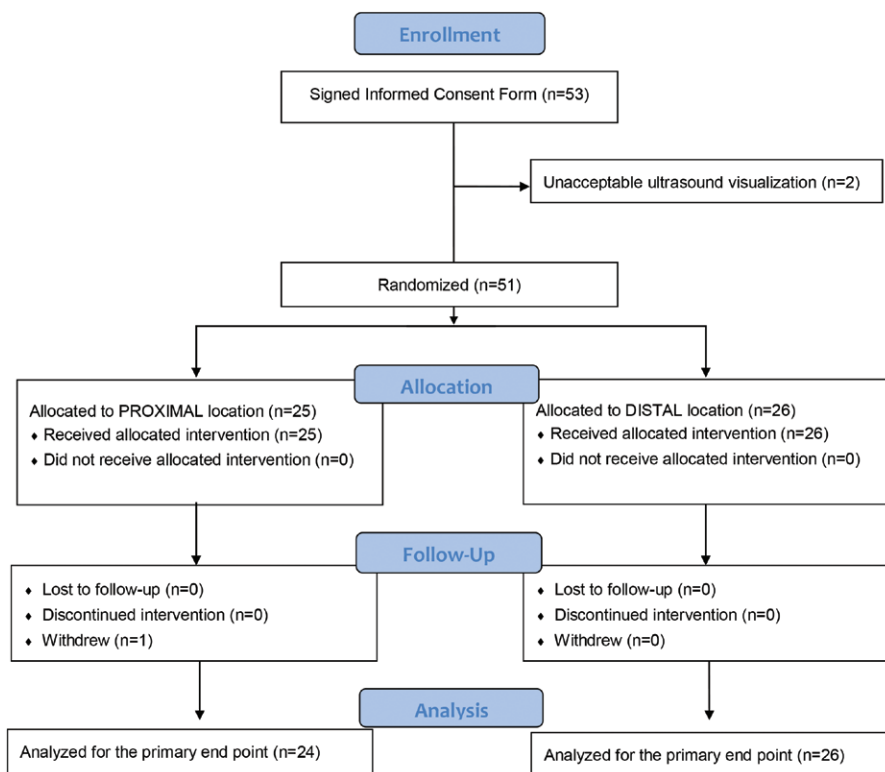 Enrollment
Signed Informed Consent Form (n=53)
Unacceptable ultrasound visualization (n=2)
Randomized (n=51)
Allocation
Allocated to PROXIMAL location (n=25)
♦ Received allocated intervention (n=25)
♦ Did not receive allocated intervention (n=0)
Allocated to DISTAL location (n=26)
♦ Received allocated intervention (n=26)
♦ Did not receive allocated intervention (n=0)
Follow-Up
♦ Lost to follow-up (n=0)
♦ Discontinued intervention (n=0)
♦ Withdrew (n=1)
♦ Lost to follow-up (n=0)
♦ Discontinued intervention (n=0)
♦ Withdrew (n=0)
Analysis
Analyzed for the primary end point (n=24)
Analyzed for the primary end point (n=26)